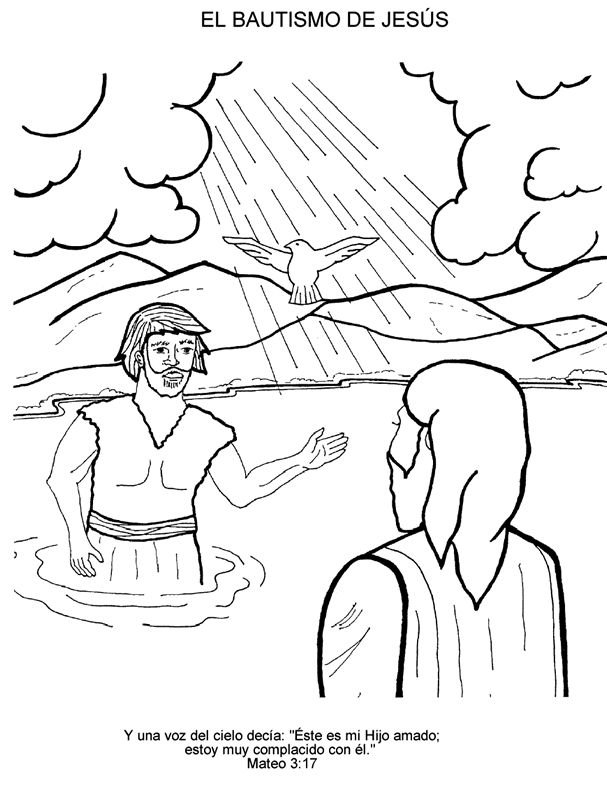 EL BAUTISMO DE JESÚS
Y una voz del cielo decía: "Éste es mi Hijo amado;
estoy muy complacido con él."
Mateo 3:17